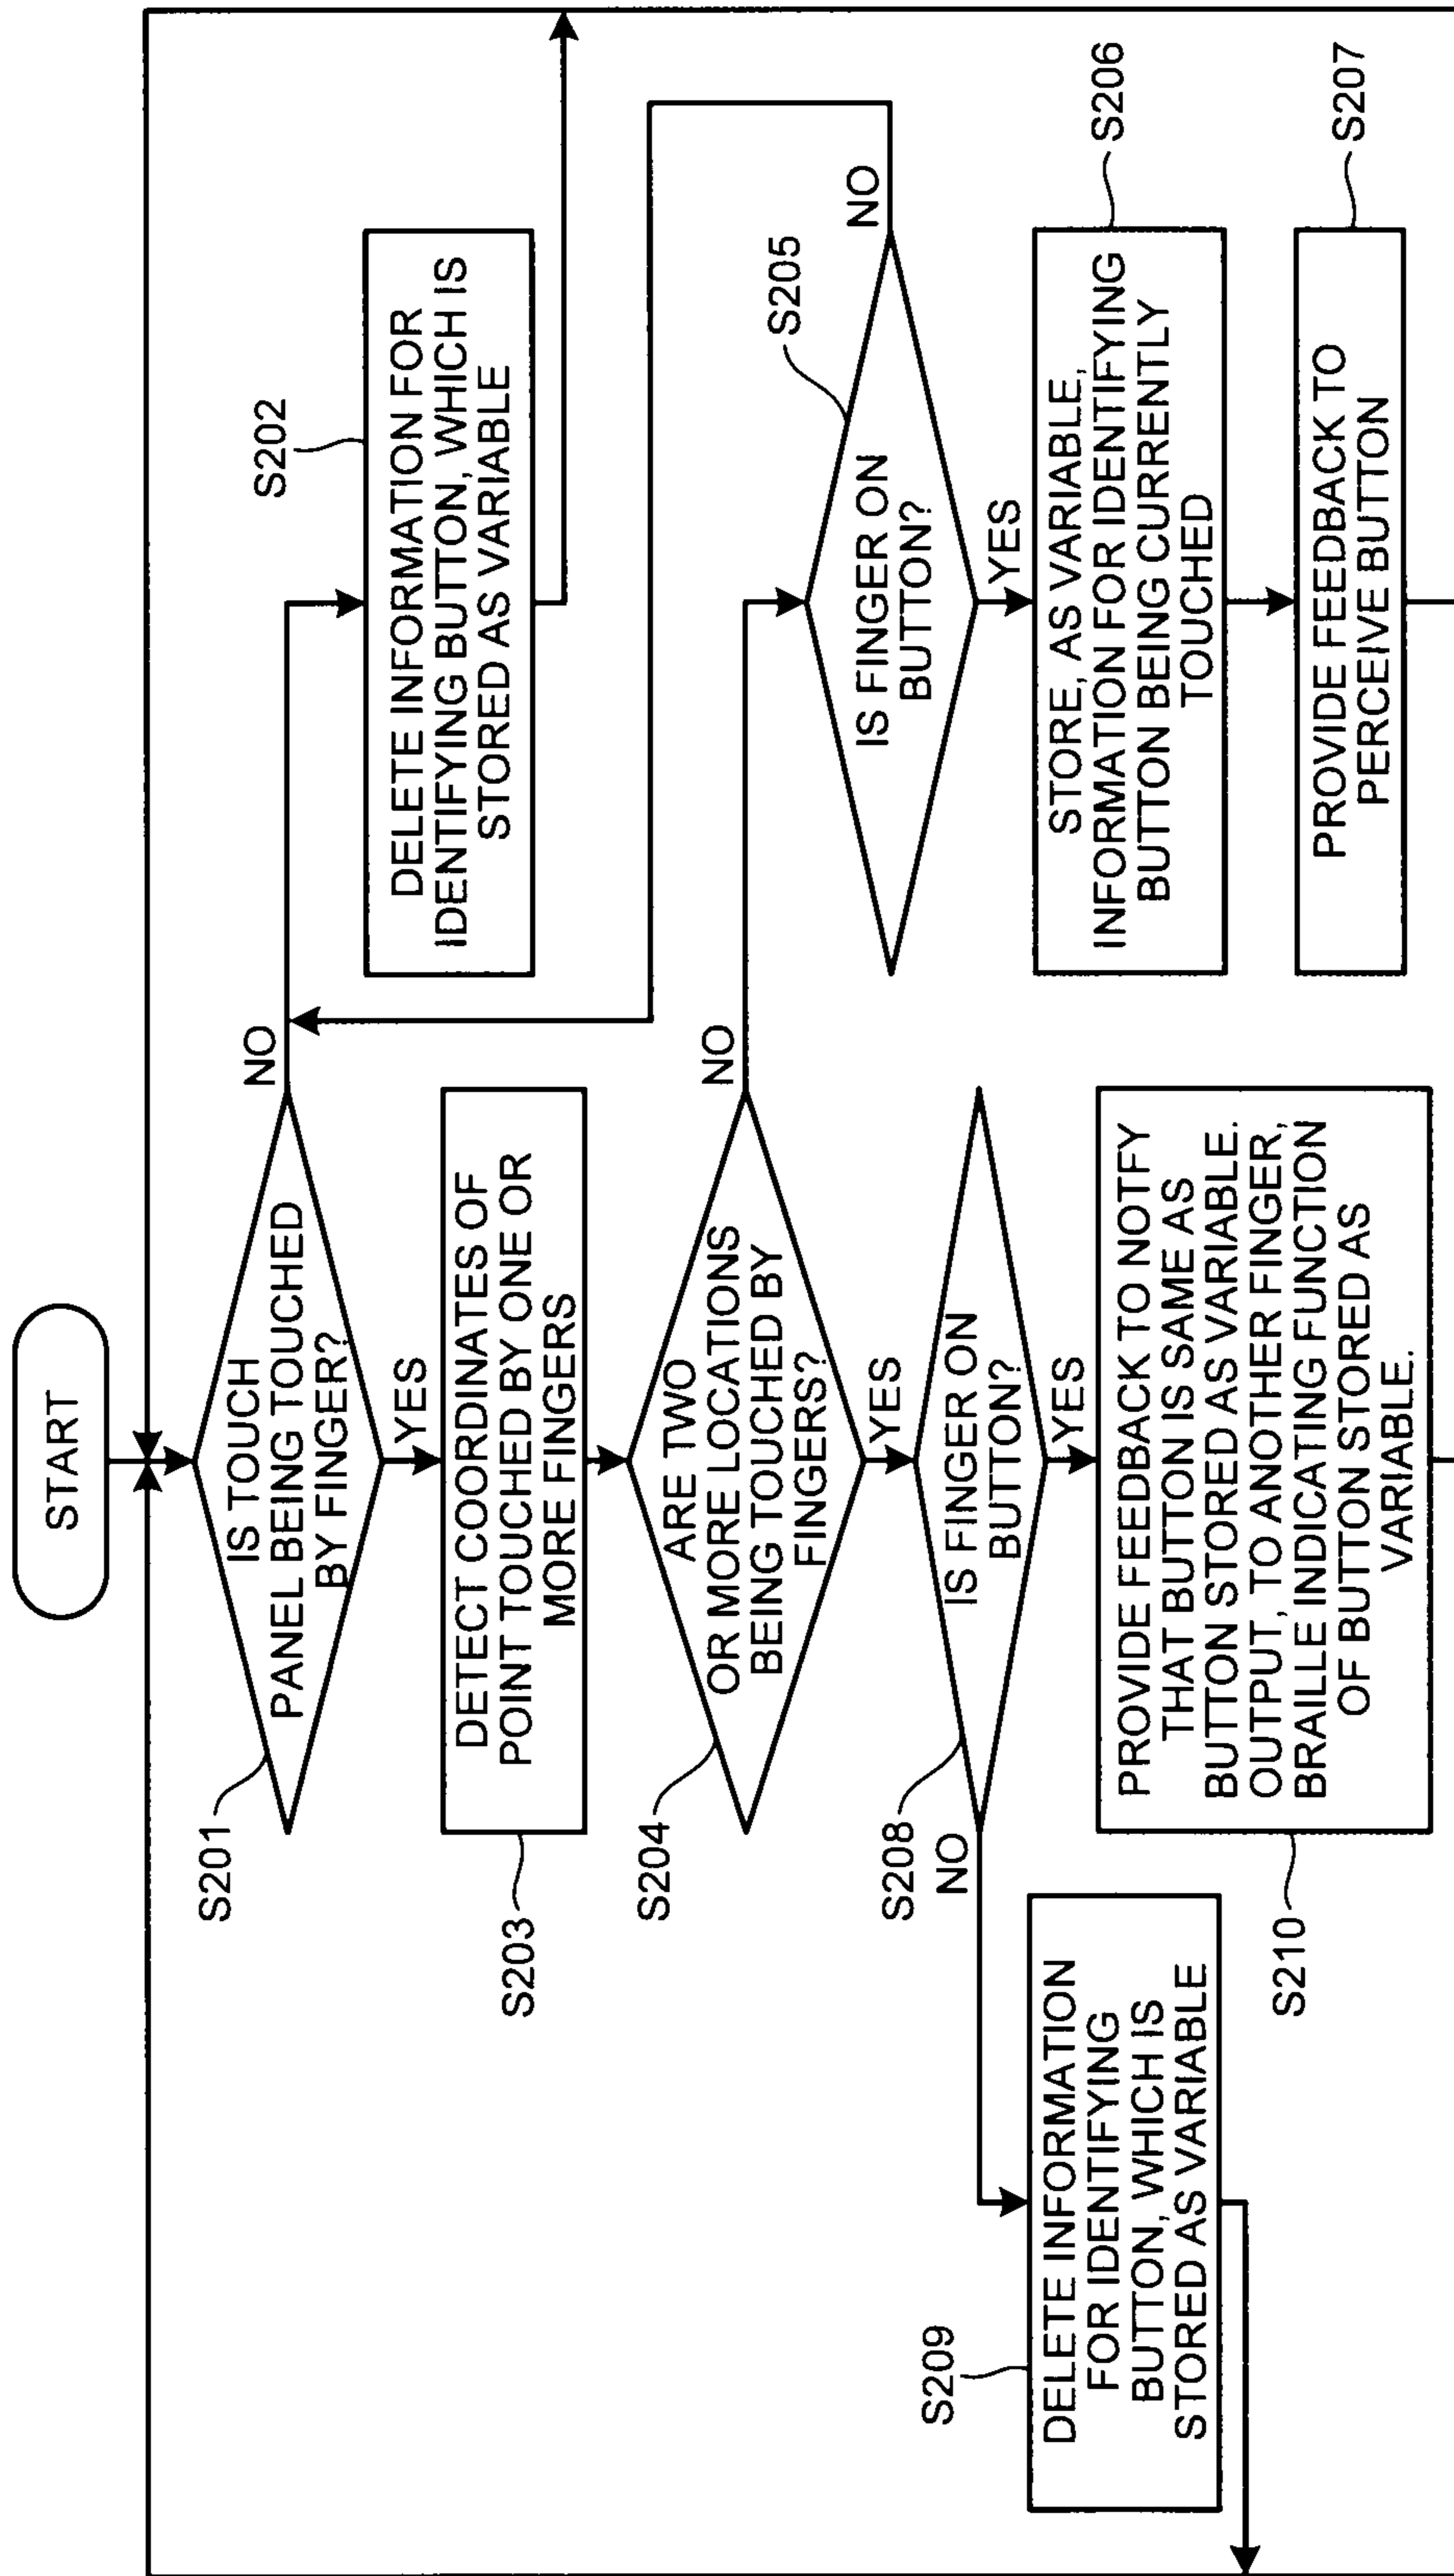 START
IS TOUCH
PANEL BEING TOUCHED
BY FINGER?
S201
NO
YES
DELETE INFORMATION FOR
IDENTIFYING BUTTON, WHICH IS
STORED AS VARIABLE
S202
DETECT COORDINATES OF
POINT TOUCHED BY ONE OR
MORE FINGERS
S203
ARE TWO
OR MORE LOCATIONS
BEING TOUCHED BY
FINGERS?
S204
NO
YES
IS FINGER ON
BUTTON?
S205
NO
YES
STORE, AS VARIABLE,
INFORMATION FOR IDENTIFYING
BUTTON BEING CURRENTLY
TOUCHED
S206
PROVIDE FEEDBACK TO
PERCEIVE BUTTON
S207
IS FINGER ON
BUTTON?
S208
NO
YES
DELETE INFORMATION
FOR IDENTIFYING
BUTTON, WHICH IS
STORED AS VARIABLE
S209
PROVIDE FEEDBACK TO NOTFY
THAT BUTTON IS SAME AS
BUTTON STORED AS VARIABLE.
OUTPUT, TO ANOTHER FINGER,
BRAILLE INDICATING FUNCTION
OF BUTTON STORED AS
VARIABLE.
S210